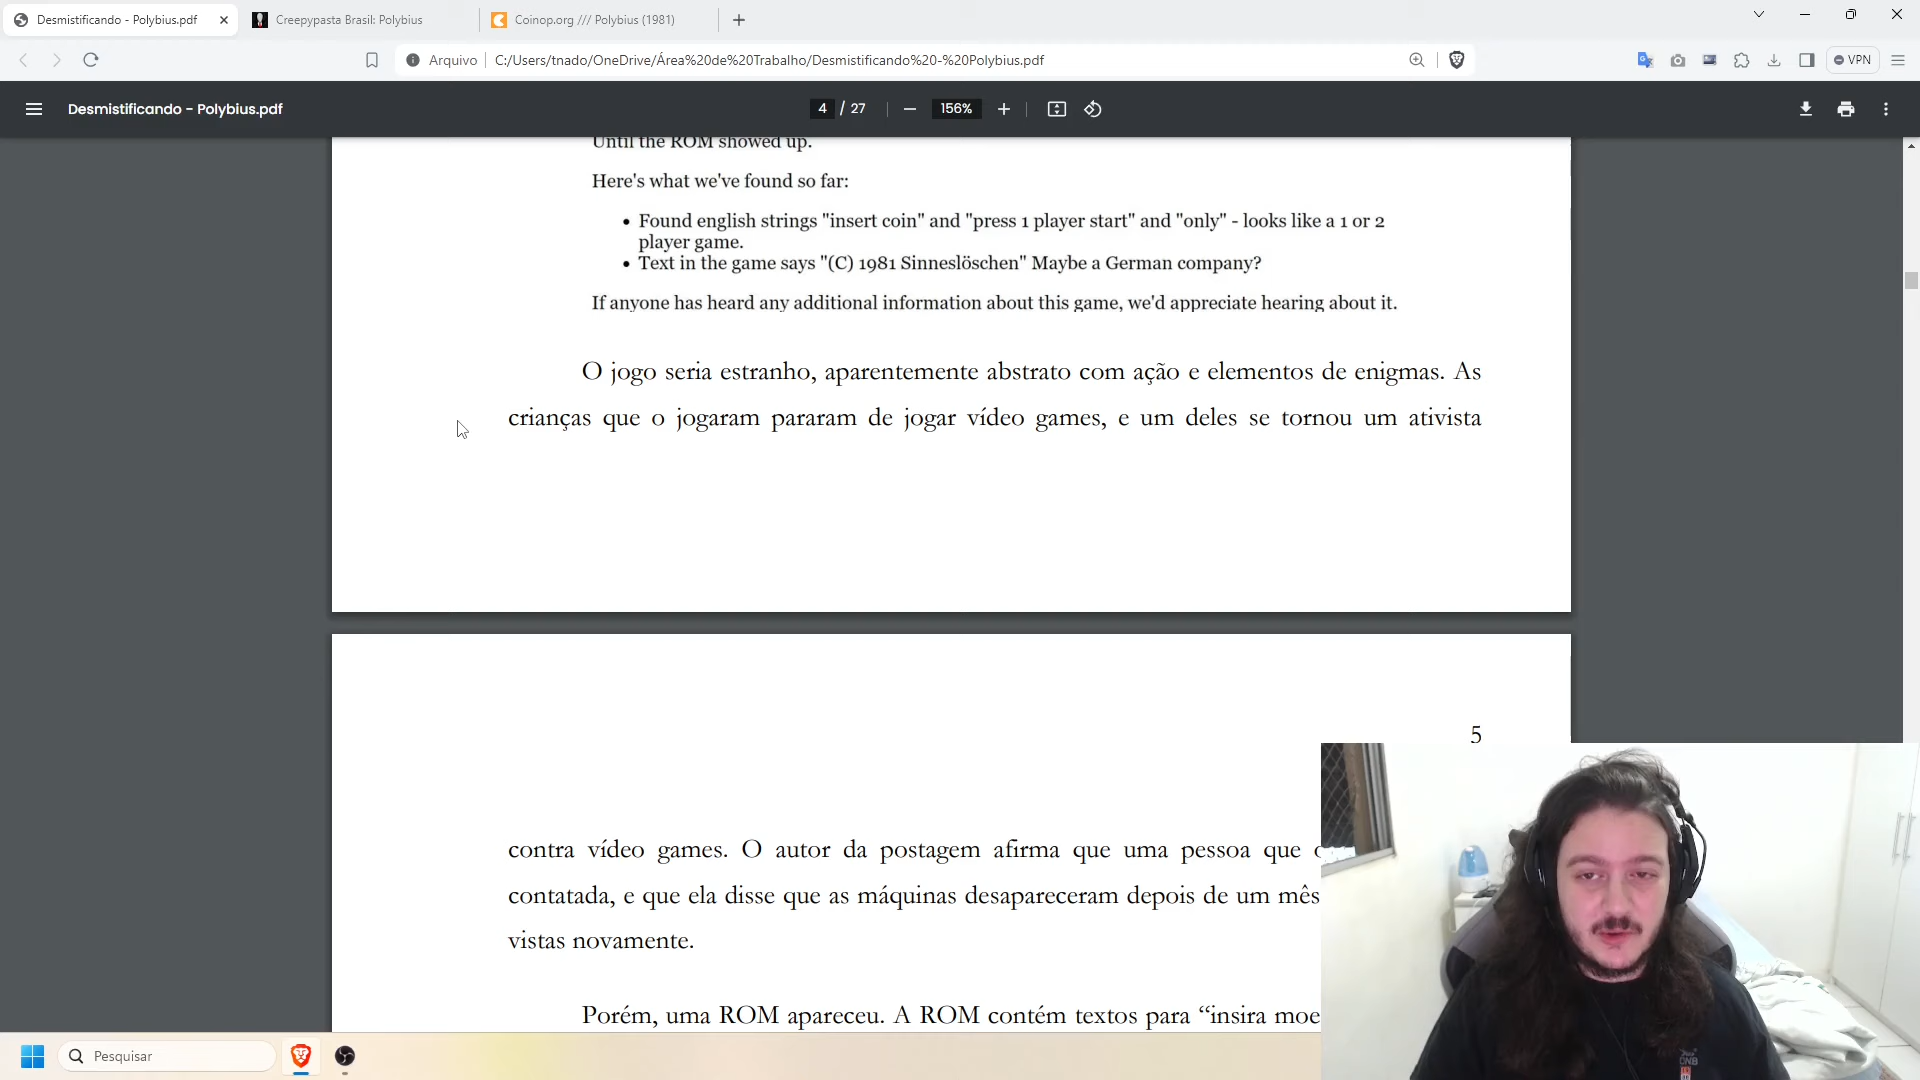 Desmistificando - Polybius.pdf
Creepypasta Brasil: Polybius
Coinop.org /// Polybius (1981)
Arquivo
C:/Users/tnado/OneDrive/Área%20de%20Trabalho/Desmistificando%20-%20Polybius.pdf
VPN
Desmistificando - Polybius.pdf
4 / 27
156%
Until the ROM showed up.
Here's what we've found so far:
• Found english strings "insert coin" and "press 1 player start" and "only" - looks like a 1 or 2
player game.
• Text in the game says "(C) 1981 Sinneslöschen" Maybe a German company?
If anyone has heard any additional information about this game, we'd appreciate hearing about it.
O jogo seria estranho, aparentemente abstrato com ação e elementos de enigmas. As
crianças que o jogaram pararam de jogar vídeo games, e um deles se tornou um ativista
5
contra vídeo games. O autor da postagem afirma que uma pessoa que
contatada, e que ela disse que as máquinas desapareceram depois de um mês
vistas novamente.
Porém, uma ROM apareceu. A ROM contém textos para “insira
Pesquisar